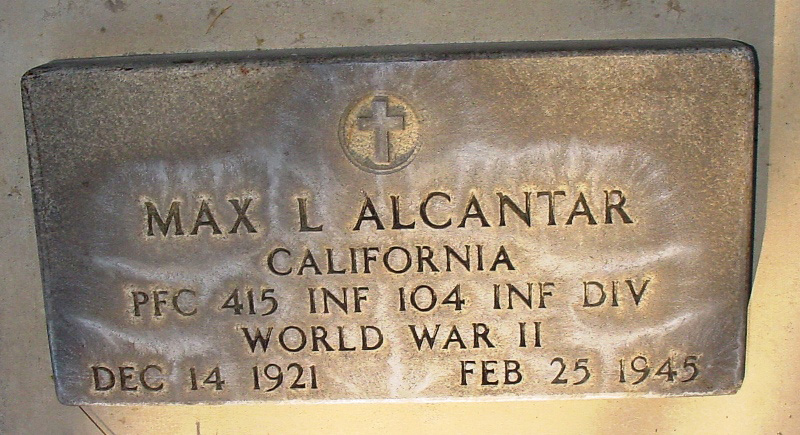 MAX L ALCANTAR
CALIFORNIA
PFC 415 INF 104 INF DIV
WORLD WAR II
DEC 14 1921 FEB 25 1945